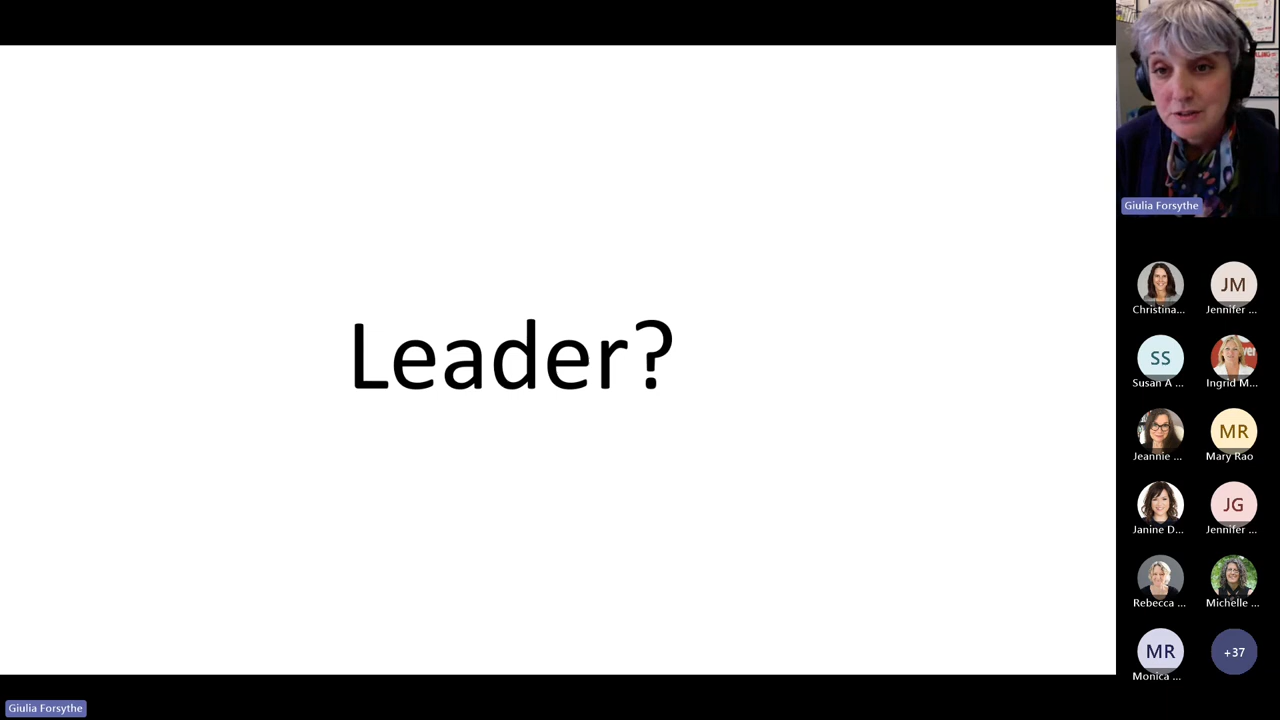 Leader?
Giulia Forsythe
Christina...
JM
Jennifer ...
SS
Susan A ...
Ingrid M...
Jeannie ...
MR
Mary Rao
Janine D...
JG
Jennifer ...
Rebecca ...
Michelle ...
MR
Monica ...
+37
Giulia Forsythe